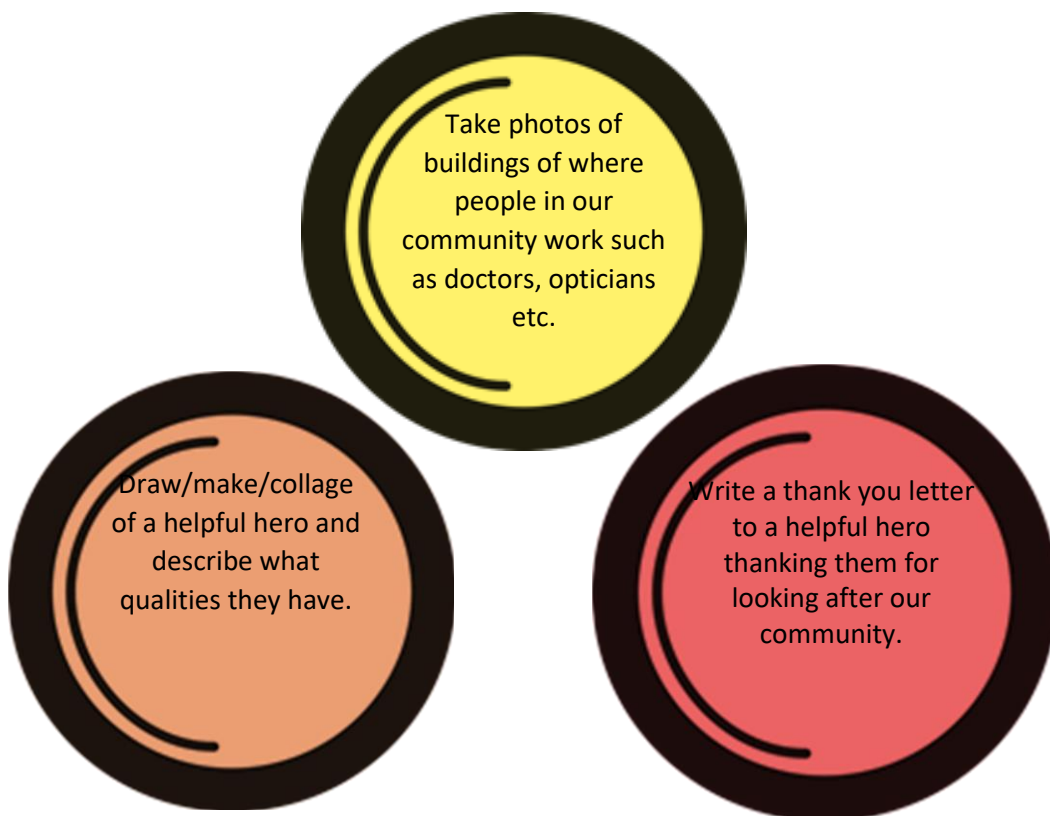 Take photos of
buildings of where
people in our
community work such
as doctors, opticians
etc.
Draw/make/collage
of a helpful hero and
describe what
qualities they have.
Write a thank you letter
to a helpful hero
thanking them for
looking after our
community.